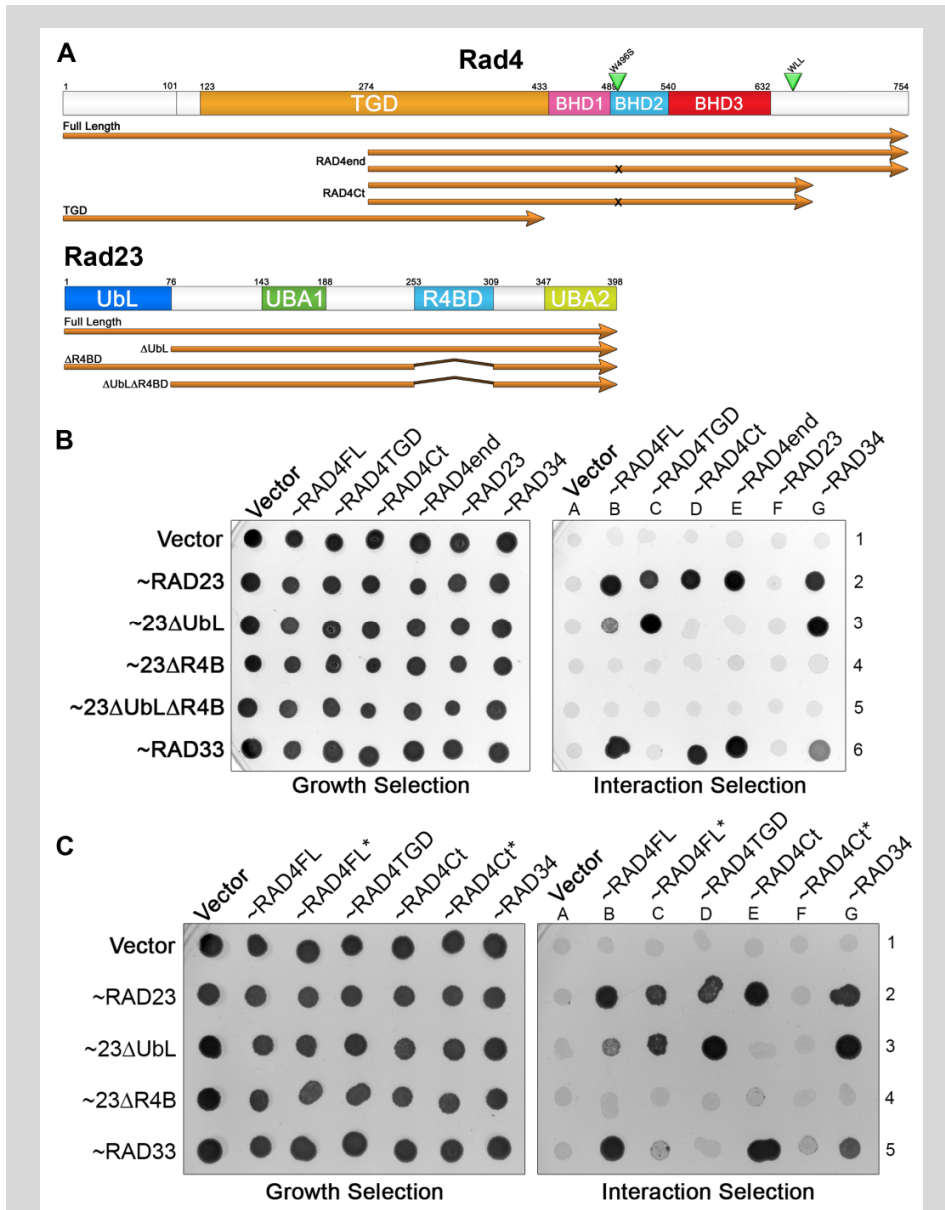 A
Rad4
W496S
WLL
1 101 123 274 433 489 540 632 754
TGD BHD1 BHD2 BHD3
Full Length
RAD4end
x
RAD4Ct
x
TGD
Rad23
1 76 143 188 253 309 347 398
UbL UBA1 R4BD UBA2
Full Length
ΔUbL
ΔR4BD
ΔUbLΔR4BD
B
Vector ~RAD4FL ~RAD4TGD ~RAD4Ct ~RAD4end ~RAD23 ~RAD34
Vector ~RAD4FL ~RAD4TGD ~RAD4Ct ~RAD4end ~RAD23 ~RAD34
A B C D E F G
Vector 1
~RAD23 2
~23ΔUbL 3
~23ΔR4B 4
~23ΔUbLΔR4B 5
~RAD33 6
Growth Selection Interaction Selection
C
Vector ~RAD4FL ~RAD4FL* ~RAD4TGD ~RAD4Ct ~RAD4Ct* ~RAD34
Vector ~RAD4FL ~RAD4FL* ~RAD4TGD ~RAD4Ct ~RAD4Ct* ~RAD34
A B C D E F G
Vector 1
~RAD23 2
~23ΔUbL 3
~23ΔR4B 4
~RAD33 5
Growth Selection Interaction Selection